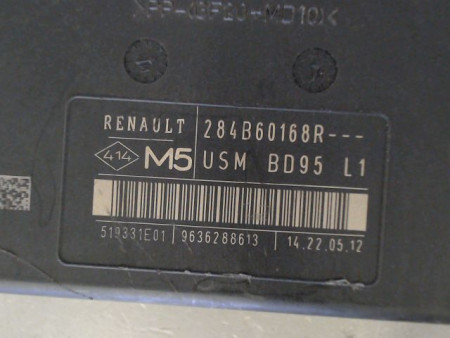 RENAULT 284B60168R---
414 M5 USM BD95 L1
519331E01 9636288613 14.22.05.12